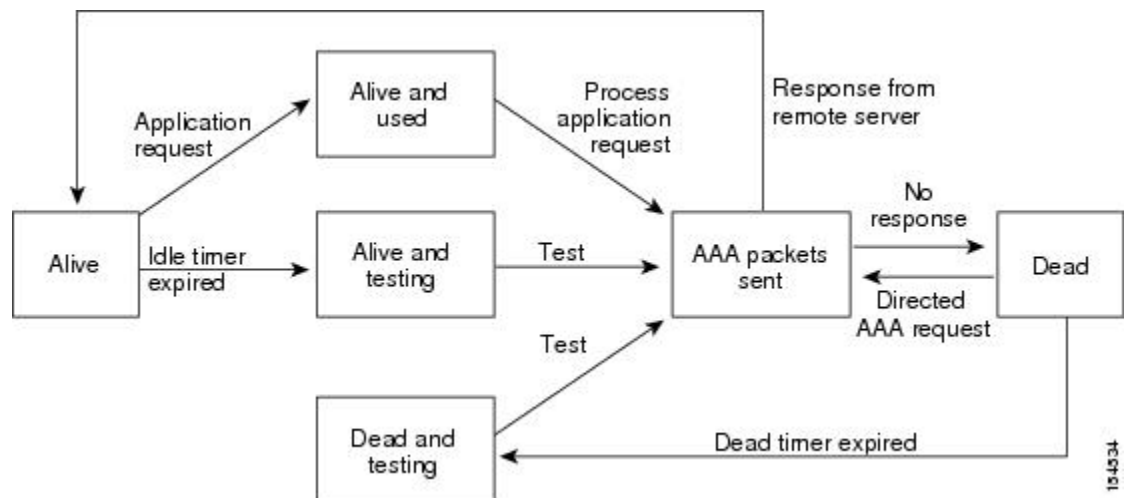 Alive and
used
Application
request
Process
application
request
Response from
remote server
Alive
Idle timer
expired
Alive and
testing
Test
AAA packets
sent
No
response
Dead
Directed
AAA request
Test
Dead and
testing
Dead timer expired
154534